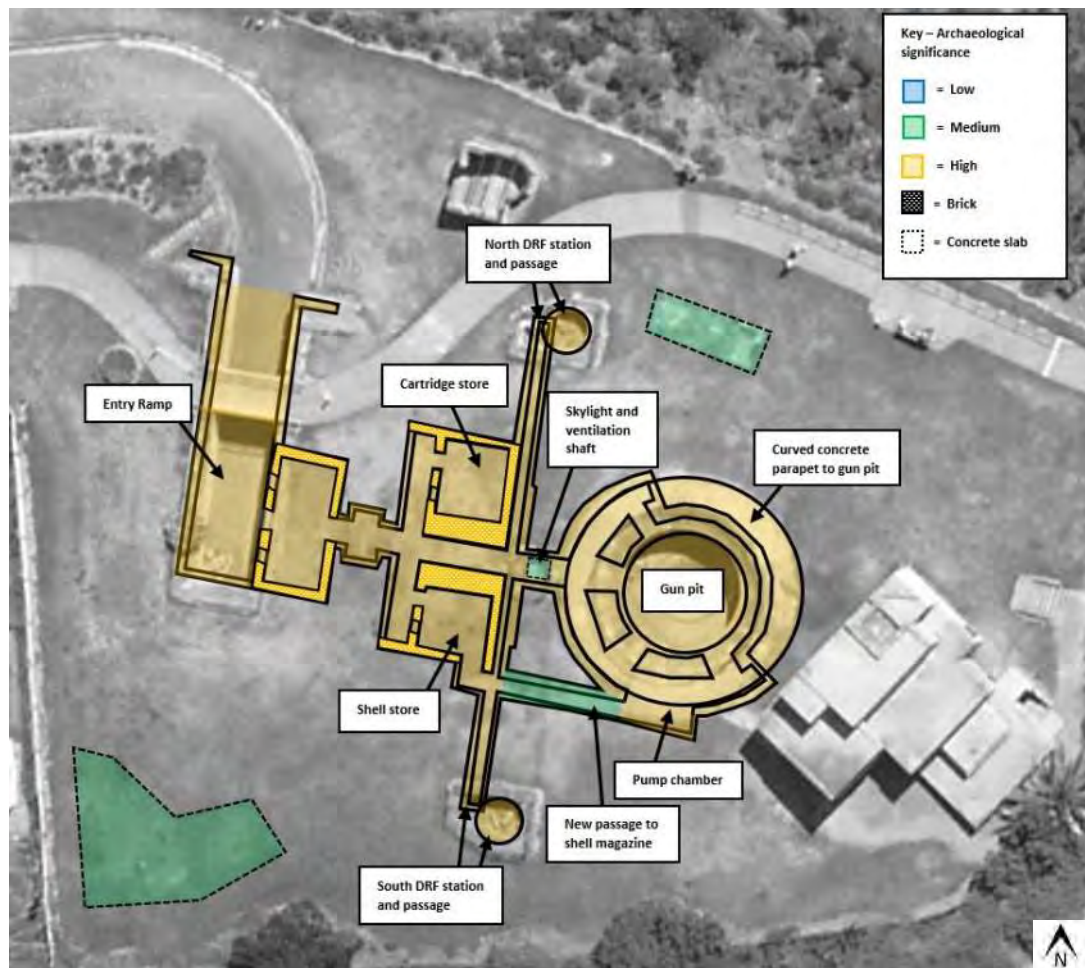 Key – Archaeological
significance
= Low
= Medium
= High
= Brick
= Concrete slab
North DRF station
and passage
Cartridge store
Entry Ramp
Skylight and
ventilation
shaft
Curved concrete
parapet to gun pit
Gun pit
Shell store
Pump chamber
New passage to
shell magazine
South DRF station
and passage
N